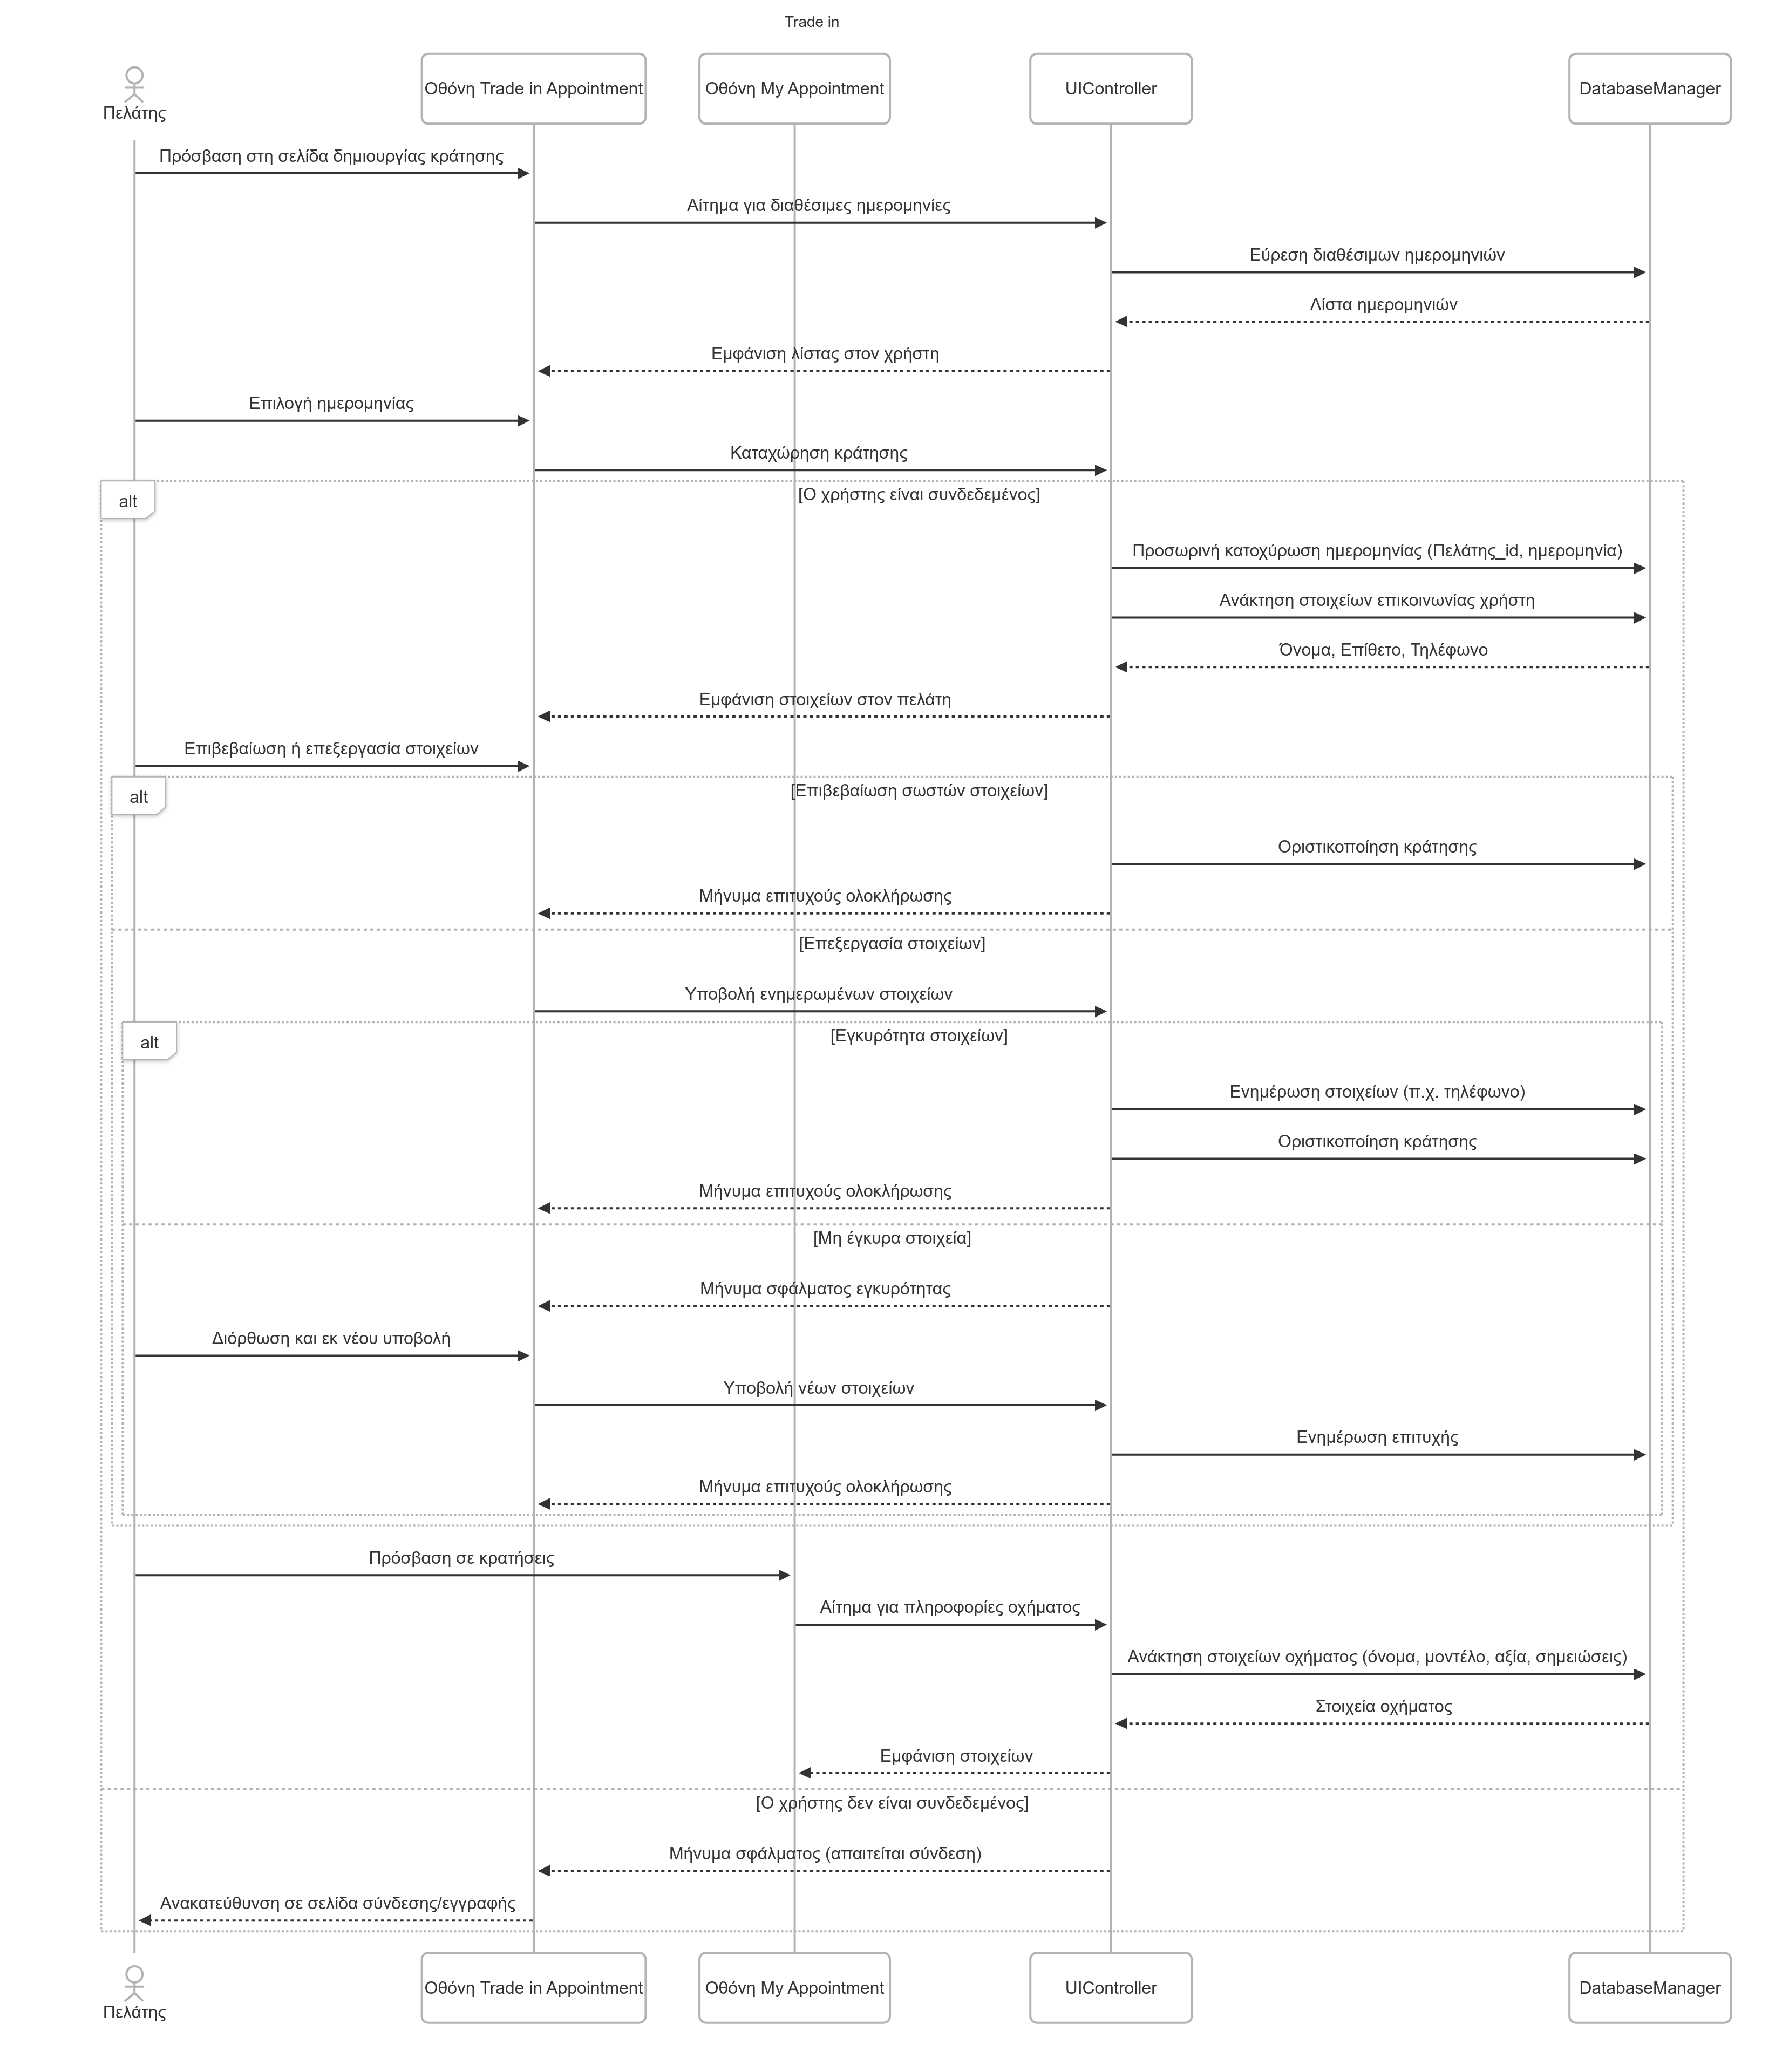 Trade in
Πελάτης
Οθόνη Trade in Appointment
Οθόνη My Appointment
UIController
DatabaseManager
Πρόσβαση στη σελίδα δημιουργίας κράτησης
Αίτημα για διαθέσιμες ημερομηνίες
Εύρεση διαθέσιμων ημερομηνιών
Λίστα ημερομηνιών
Εμφάνιση λίστας στον χρήστη
Επιλογή ημερομηνίας
Καταχώρηση κράτησης
alt
[Ο χρήστης είναι συνδεδεμένος]
Προσωρινή κατοχύρωση ημερομηνίας (Πελάτης_id, ημερομηνία)
Ανάκτηση στοιχείων επικοινωνίας χρήστη
Όνομα, Επίθετο, Τηλέφωνο
Εμφάνιση στοιχείων στον πελάτη
Επιβεβαίωση ή επεξεργασία στοιχείων
alt
[Επιβεβαίωση σωστών στοιχείων]
Οριστικοποίηση κράτησης
Μήνυμα επιτυχούς ολοκλήρωσης
[Επεξεργασία στοιχείων]
Υποβολή ενημερωμένων στοιχείων
alt
[Εγκυρότητα στοιχείων]
Ενημέρωση στοιχείων (π.χ. τηλέφωνο)
Οριστικοποίηση κράτησης
Μήνυμα επιτυχούς ολοκλήρωσης
[Μη έγκυρα στοιχεία]
Μήνυμα σφάλματος εγκυρότητας
Διόρθωση και εκ νέου υποβολή
Υποβολή νέων στοιχείων
Ενημέρωση επιτυχής
Μήνυμα επιτυχούς ολοκλήρωσης
Πρόσβαση σε κρατήσεις
Αίτημα για πληροφορίες οχήματος
Ανάκτηση στοιχείων οχήματος (όνομα, μοντέλο, αξία, σημειώσεις)
Στοιχεία οχήματος
Εμφάνιση στοιχείων
[Ο χρήστης δεν είναι συνδεδεμένος]
Μήνυμα σφάλματος (απαιτείται σύνδεση)
Ανακατεύθυνση σε σελίδα σύνδεσης/εγγραφής
Πελάτης
Οθόνη Trade in Appointment
Οθόνη My Appointment
UIController
DatabaseManager